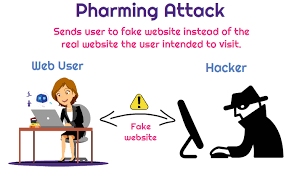 Pharming Attack
Sends user to fake website instead of the
real website the user intended to visit.
Web User
Hacker
Fake
website